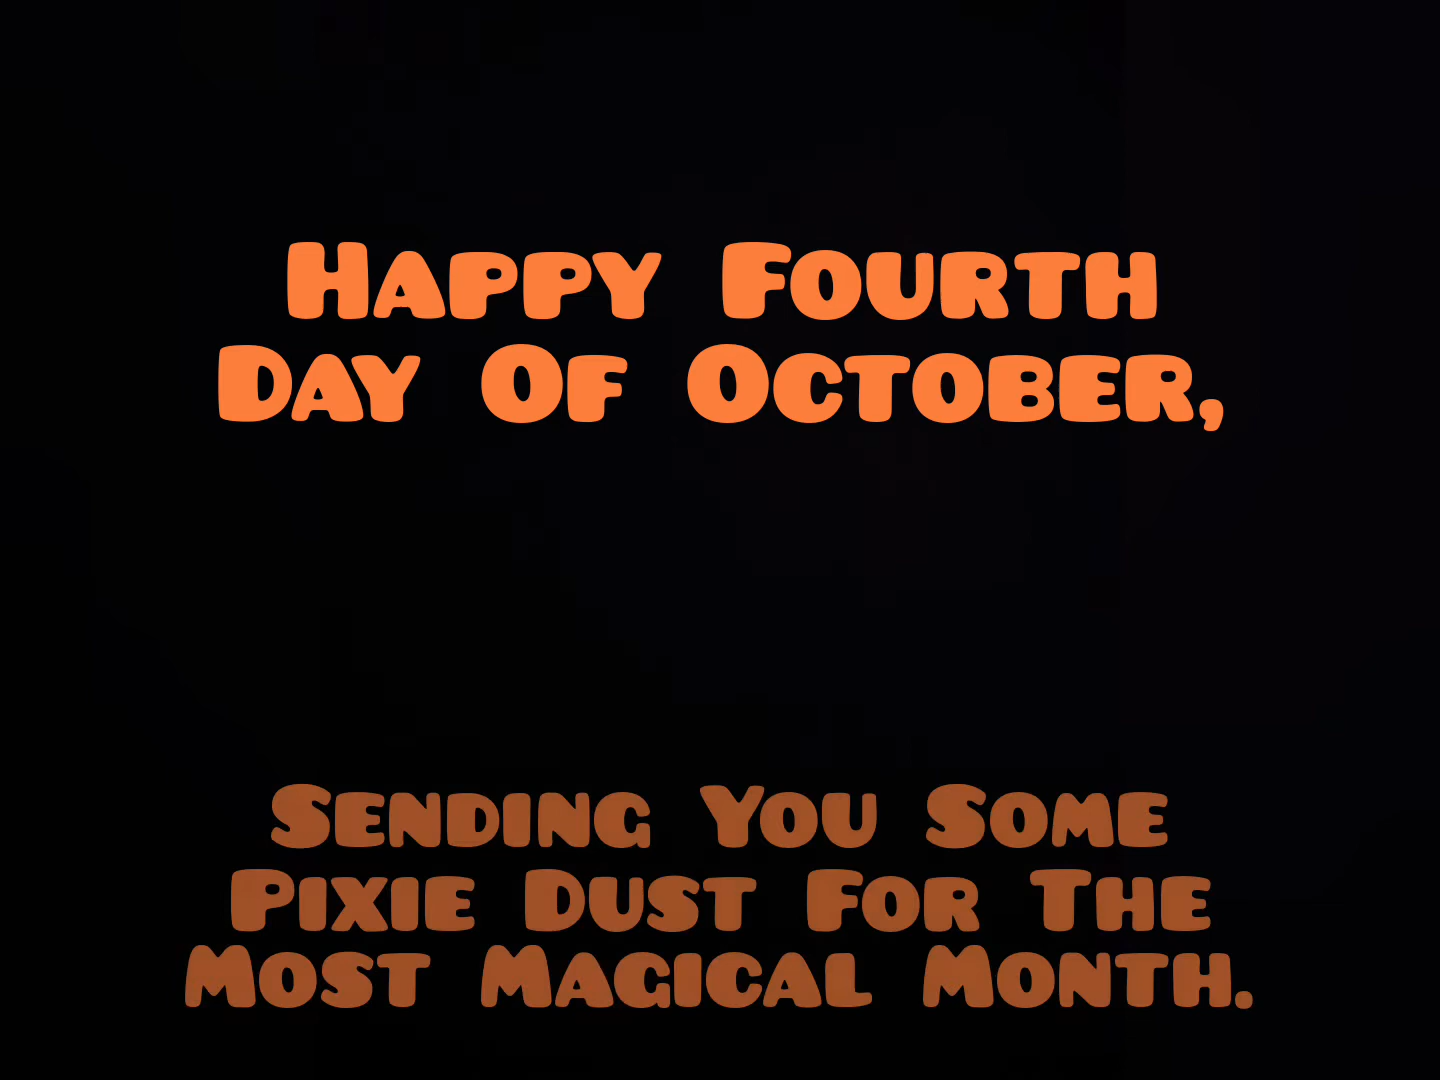 Happy Fourth
Day Of October,
Sending You Some
Pixie Dust For The
Most Magical Month.